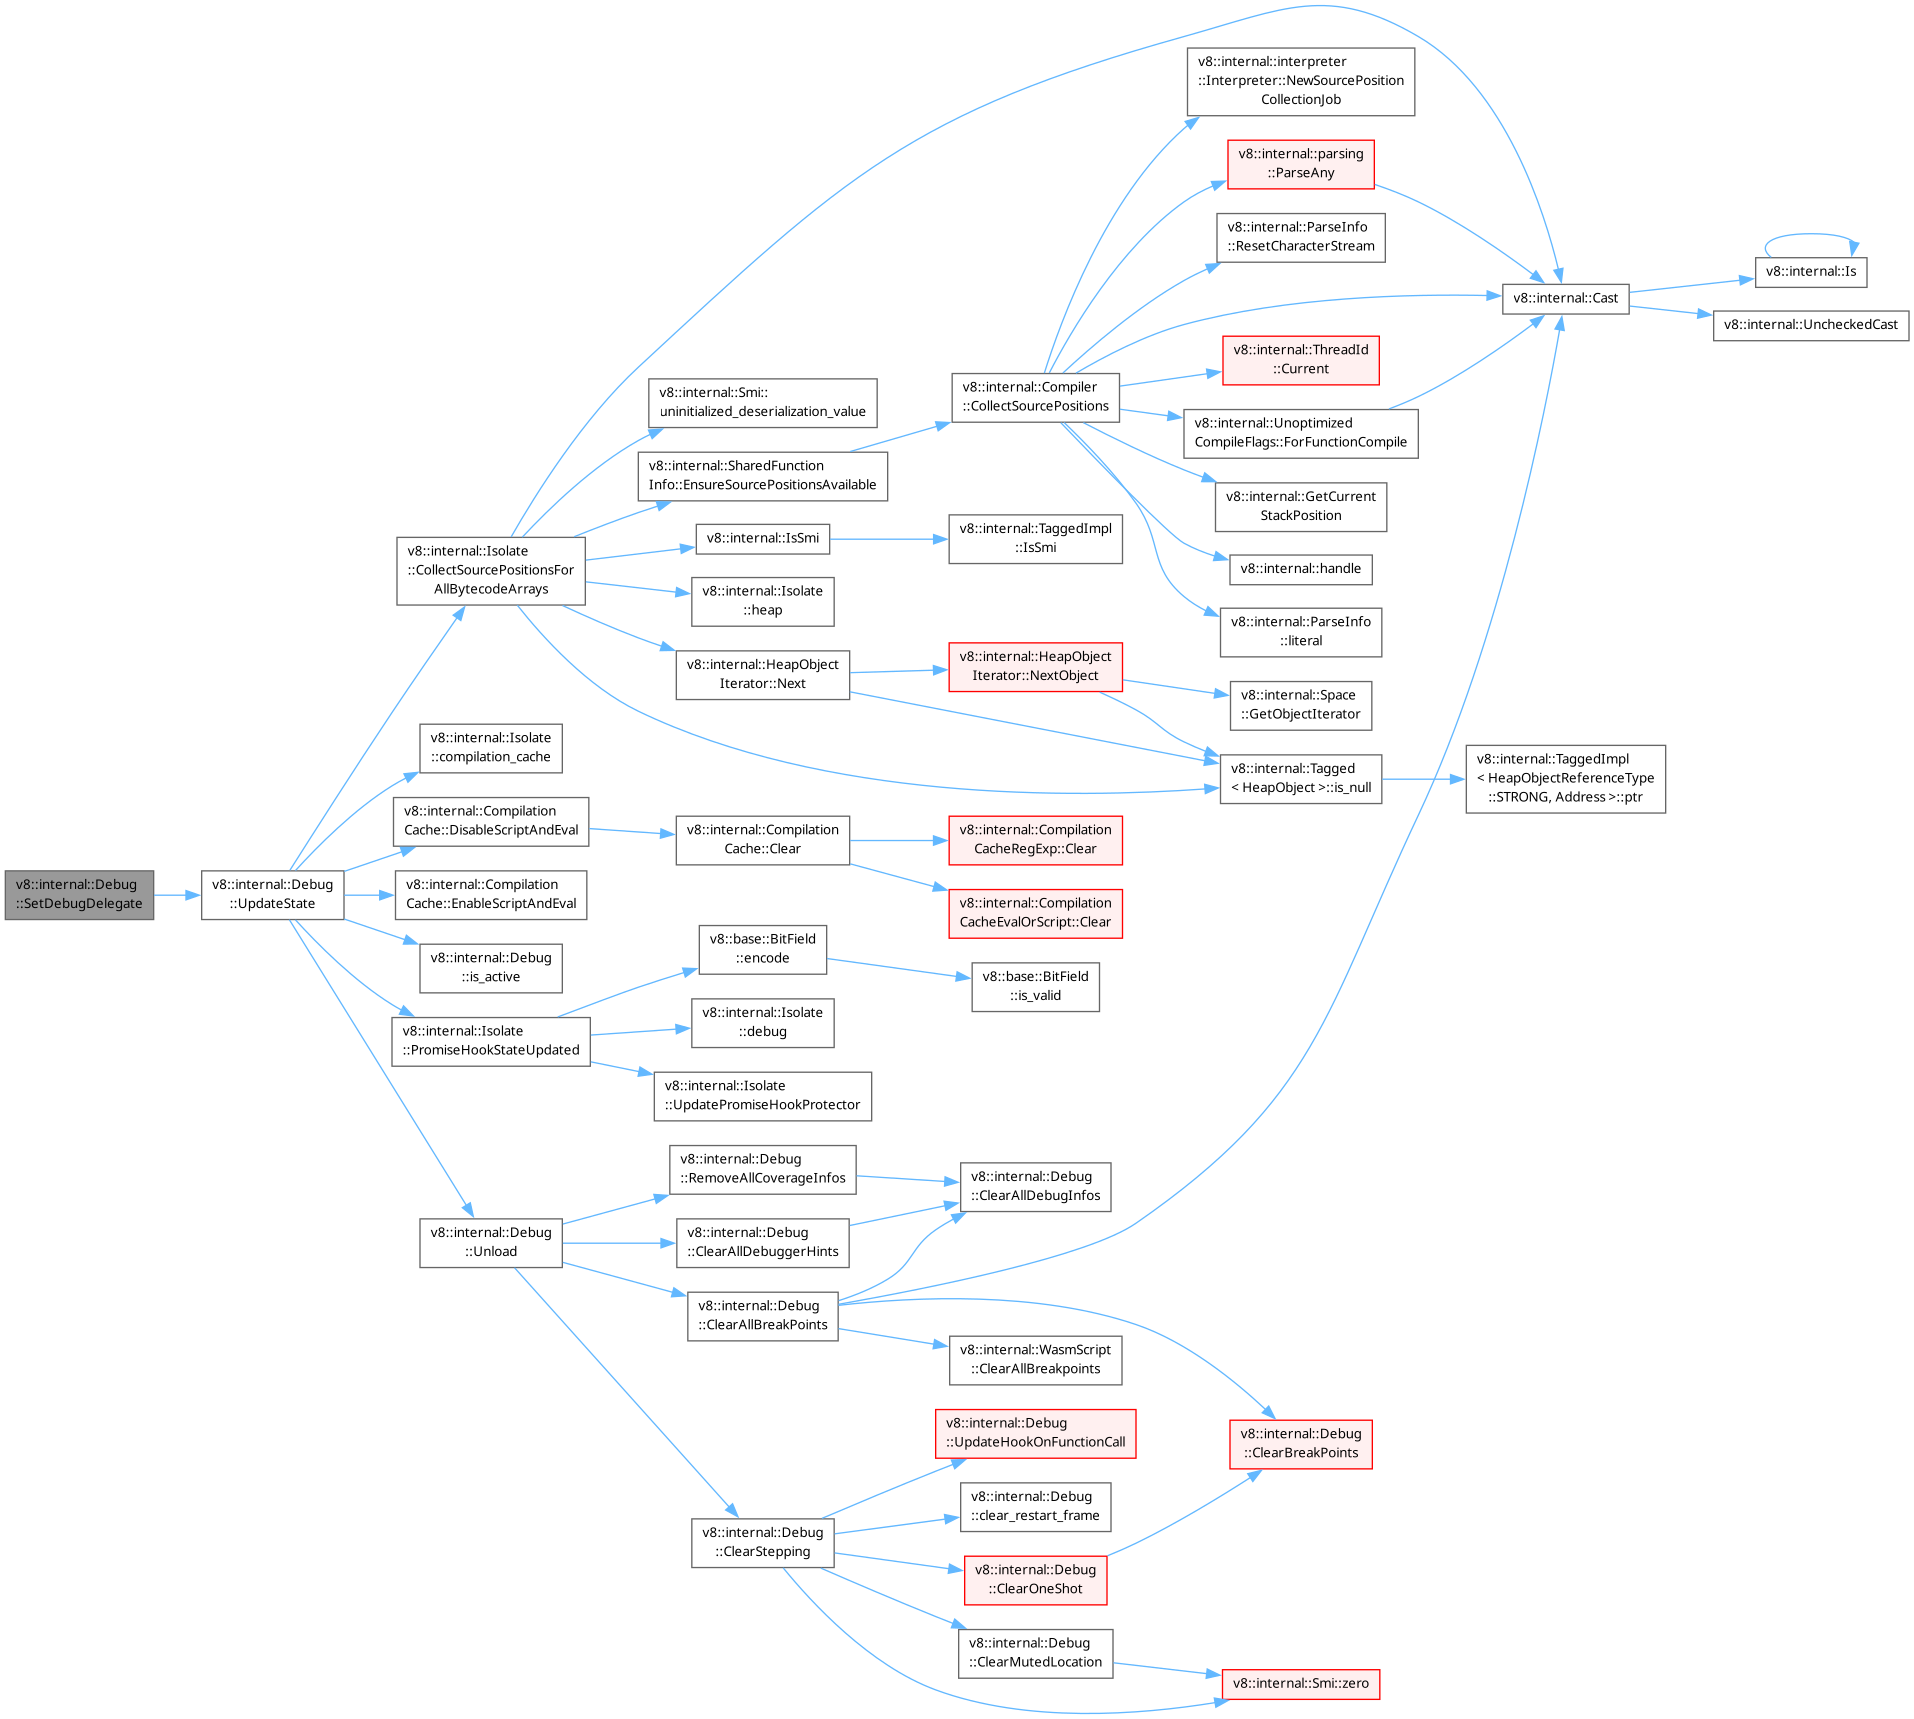 v8::internal::Debug
::SetDebugDelegate
v8::internal::Debug
::UpdateState
v8::internal::Isolate
::CollectSourcePositionsFor
AllBytecodeArrays
v8::internal::Isolate
::compilation_cache
v8::internal::Compilation
Cache::DisableScriptAndEval
v8::internal::Compilation
Cache::EnableScriptAndEval
v8::internal::Debug
::is_active
v8::internal::Isolate
::PromiseHookStateUpdated
v8::internal::Debug
::Unload
v8::internal::Smi::
uninitialized_deserialization_value
v8::internal::SharedFunction
Info::EnsureSourcePositionsAvailable
v8::internal::IsSmi
v8::internal::Isolate
::heap
v8::internal::HeapObject
Iterator::Next
v8::internal::Compilation
Cache::Clear
v8::base::BitField
::encode
v8::internal::Isolate
::debug
v8::internal::Isolate
::UpdatePromiseHookProtector
v8::internal::Debug
::RemoveAllCoverageInfos
v8::internal::Debug
::ClearAllDebuggerHints
v8::internal::Debug
::ClearAllBreakPoints
v8::internal::Debug
::ClearStepping
v8::internal::Compiler
::CollectSourcePositions
v8::internal::TaggedImpl
::IsSmi
v8::internal::HeapObject
Iterator::NextObject
v8::internal::Compilation
CacheRegExp::Clear
v8::internal::Compilation
CacheEvalOrScript::Clear
v8::base::BitField
::is_valid
v8::internal::Debug
::ClearAllDebugInfos
v8::internal::WasmScript
::ClearAllBreakpoints
v8::internal::Debug
::UpdateHookOnFunctionCall
v8::internal::Debug
::clear_restart_frame
v8::internal::Debug
::ClearOneShot
v8::internal::Debug
::ClearMutedLocation
v8::internal::interpreter
::Interpreter::NewSourcePosition
CollectionJob
v8::internal::parsing
::ParseAny
v8::internal::ParseInfo
::ResetCharacterStream
v8::internal::ThreadId
::Current
v8::internal::Unoptimized
CompileFlags::ForFunctionCompile
v8::internal::GetCurrent
StackPosition
v8::internal::handle
v8::internal::ParseInfo
::literal
v8::internal::Space
::GetObjectIterator
v8::internal::Tagged
< HeapObject >::is_null
v8::internal::Debug
::ClearBreakPoints
v8::internal::Smi::zero
v8::internal::Cast
v8::internal::TaggedImpl
< HeapObjectReferenceType
::STRONG, Address >::ptr
v8::internal::Is
v8::internal::UncheckedCast